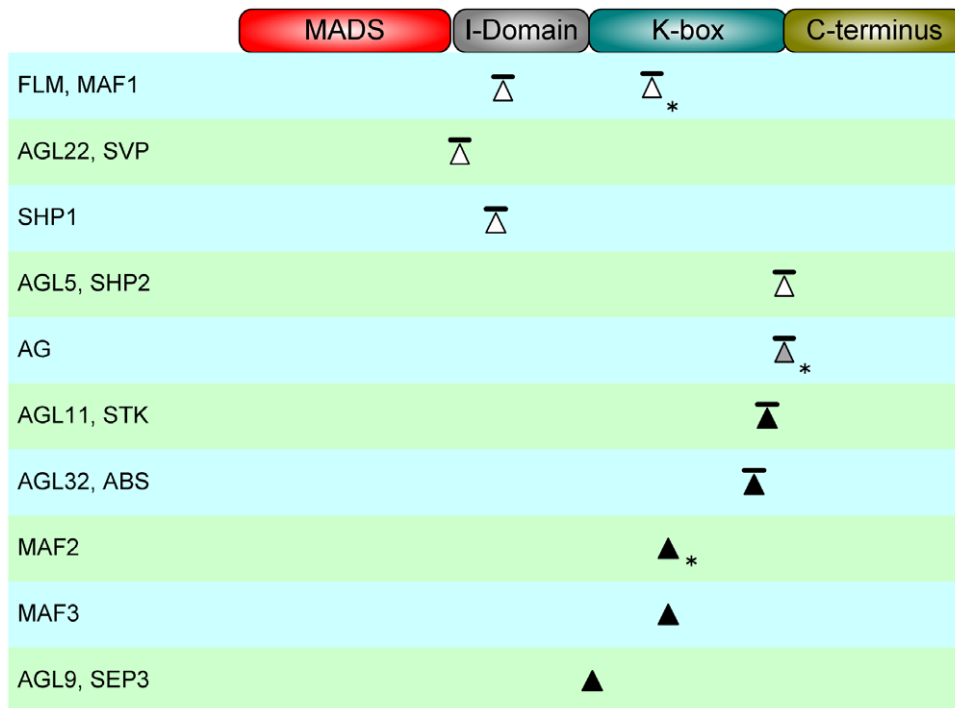 MADS I-Domain K-box C-terminus
FLM, MAF1 *
AGL22, SVP
SHP1
AGL5, SHP2
AG *
AGL11, STK
AGL32, ABS
MAF2 *
MAF3
AGL9, SEP3